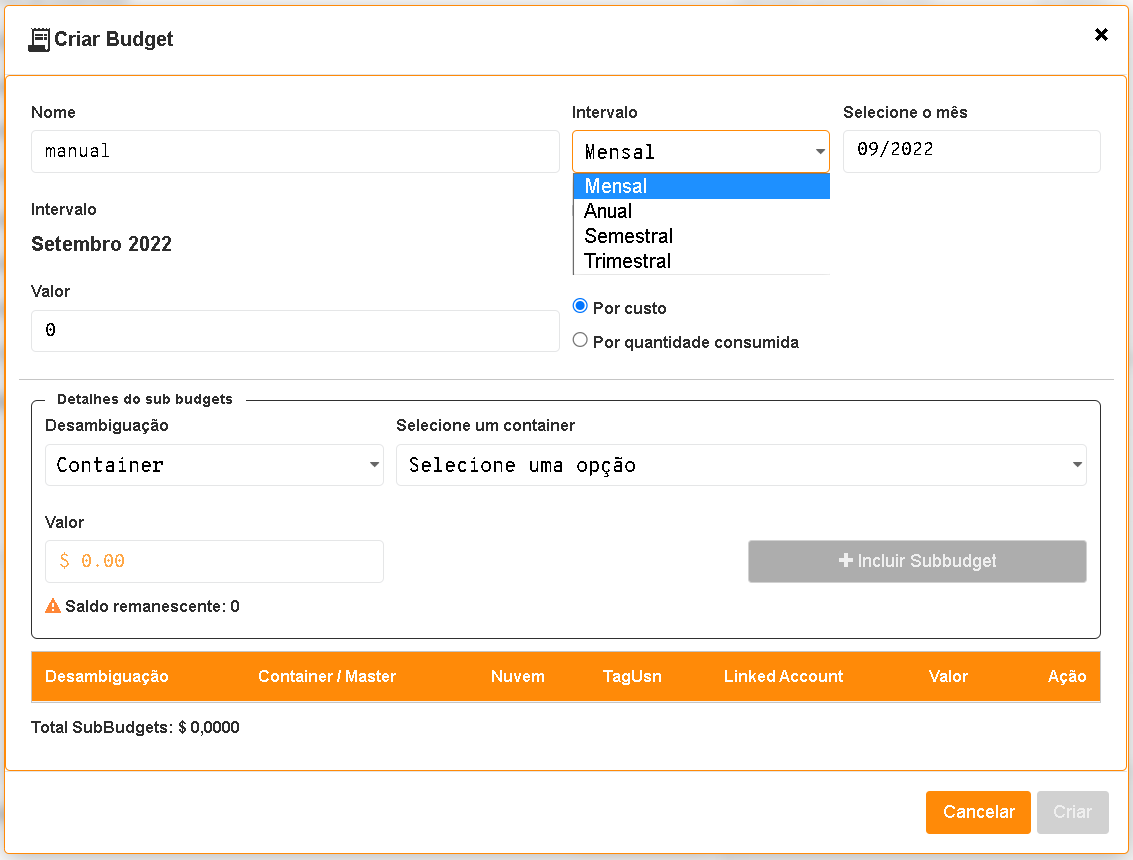 Criar Budget
Nome
Intervalo
Selecione o mês
manual
Mensal
09/2022
Mensal
Anual
Semestral
Trimestral
Intervalo
Setembro 2022
Valor
0
Por custo
Por quantidade consumida
Detalhes do sub budgets
Desambiguação
Selecione um container
Container
Selecione uma opção
Valor
$ 0.00
Incluir Subbudget
Saldo remanescente: 0
Desambiguação Container / Master Nuvem TagUsn Linked Account Valor Ação
Total SubBudgets: $ 0,0000
Cancelar
Criar